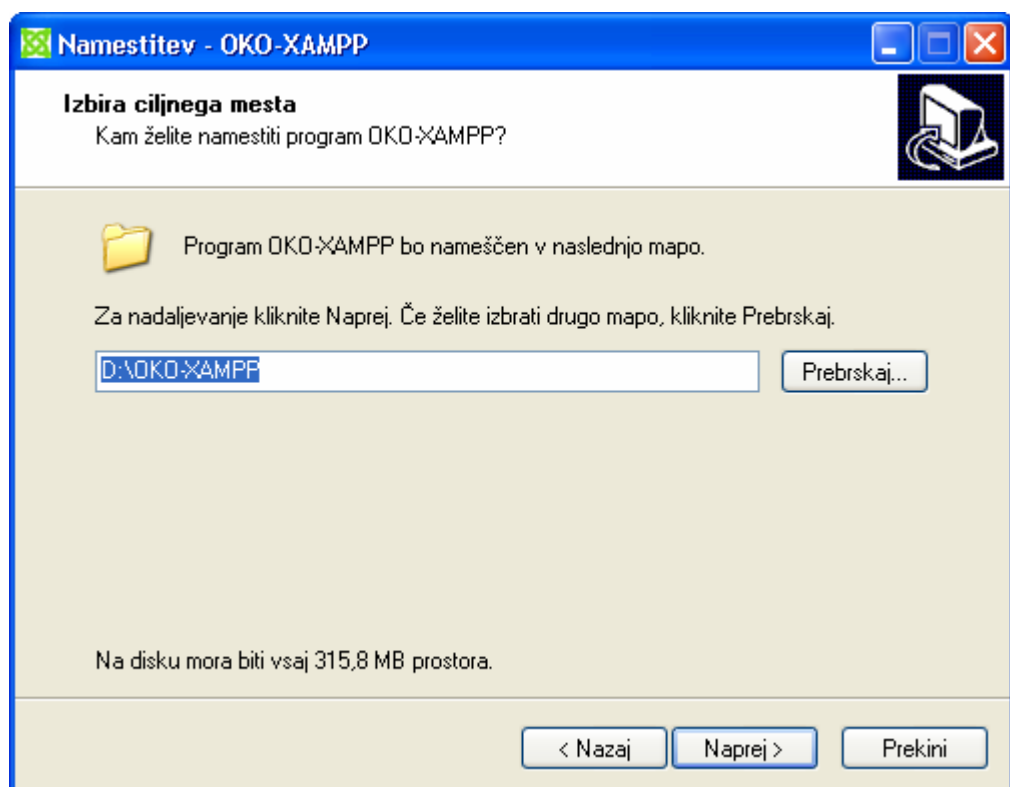 Namestitev - OKO-XAMPP
Izbira ciljnega mesta
Kam želite namestiti program OKO-XAMPP?
Program OKO-XAMPP bo nameščen v naslednjo mapo.
Za nadaljevanje kliknite Naprej. Če želite izbrati drugo mapo, kliknite Prebrskaj.
D:\OKO-XAMPP
Prebrskaj...
Na disku mora biti vsaj 315,8 MB prostora.
< Nazaj
Naprej >
Prekini